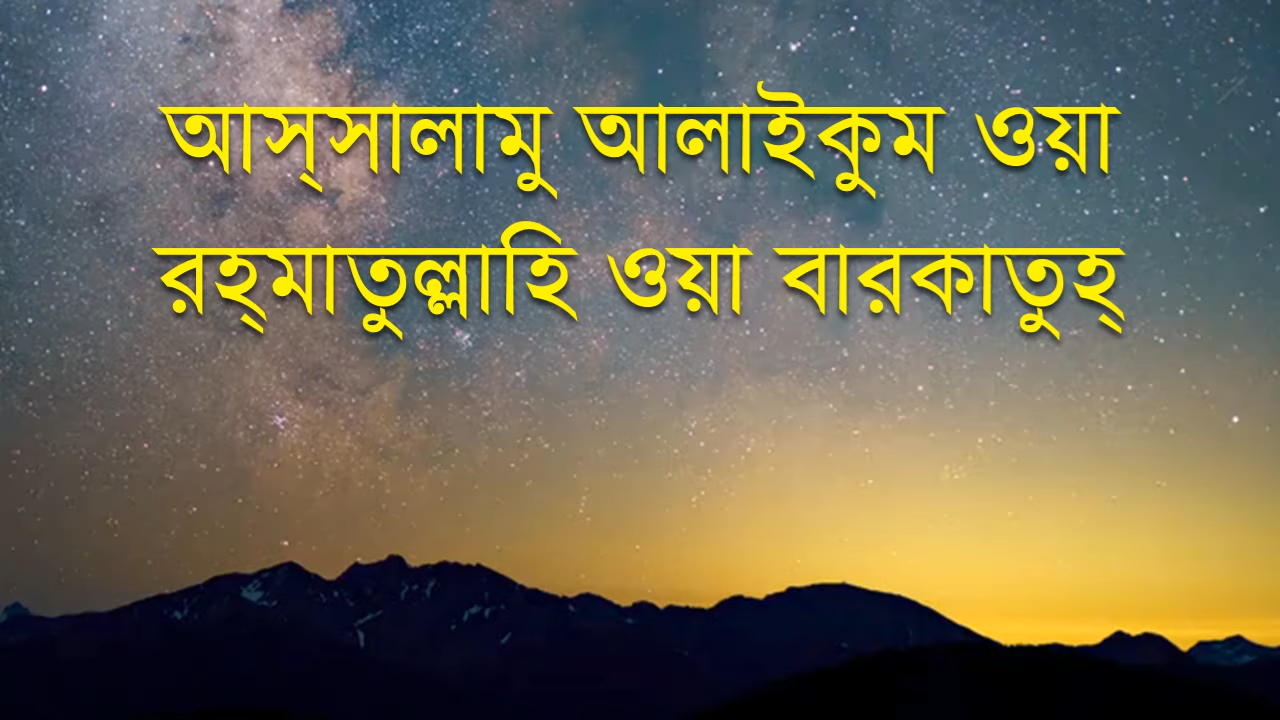 আস্‌সালামু আলাইকুম ওয়া
রহ্‌মাতুল্লাহি ওয়া বারকাতুহ্